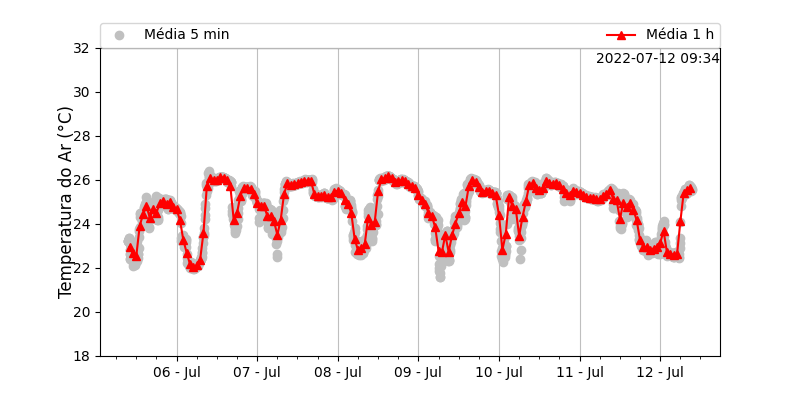 Média 5 min
Média 1 h
2022-07-12 09:34
Temperatura do Ar (°C)
32
30
28
26
24
22
20
18
06 - Jul
07 - Jul
08 - Jul
09 - Jul
10 - Jul
11 - Jul
12 - Jul